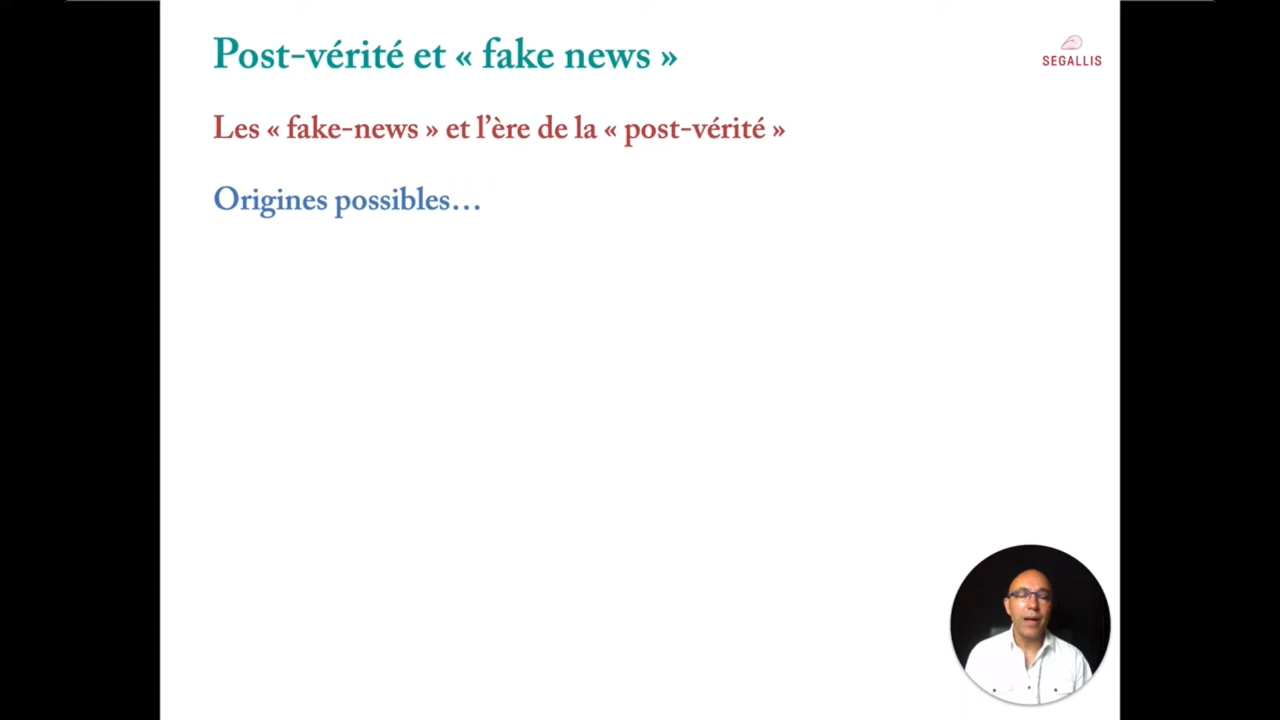 Post-vérité et « fake news »
SEGALLIS
Les « fake-news » et l’ère de la « post-vérité »
Origines possibles…